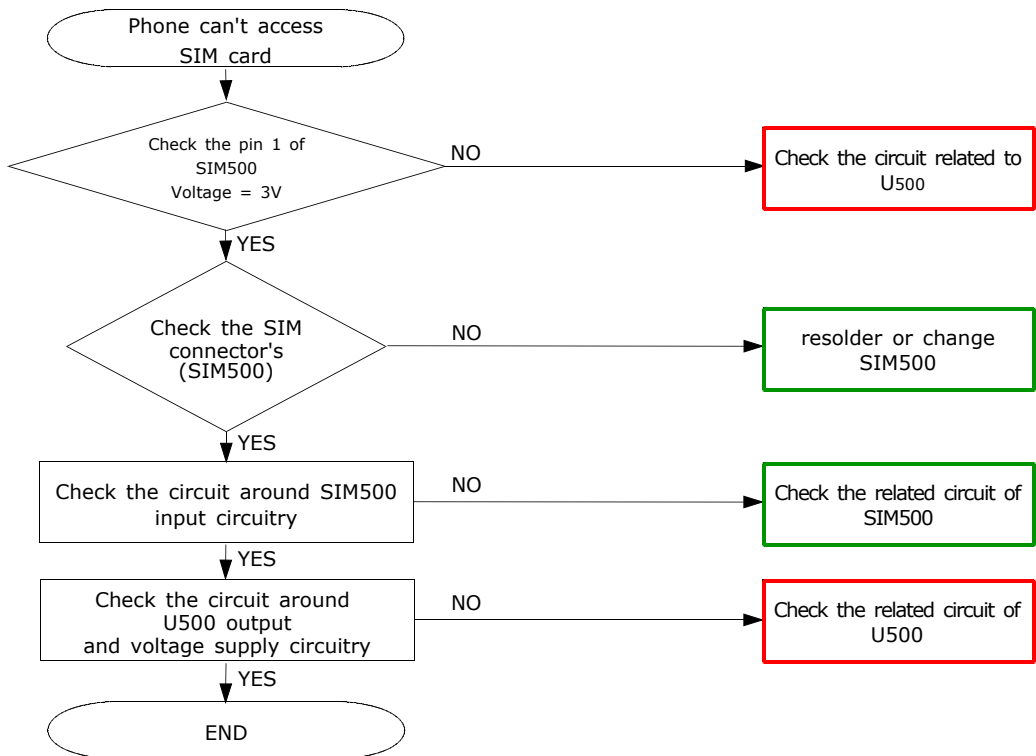 Phone can't access
SIM card
Check the pin 1 of
SIM500
Voltage = 3V
NO
Check the circuit related to
U500
YES
Check the SIM
connector's
(SIM500)
NO
resolder or change
SIM500
YES
Check the circuit around SIM500
input circuitry
NO
Check the related circuit of
SIM500
YES
Check the circuit around
U500 output
and voltage supply circuitry
NO
Check the related circuit of
U500
YES
END